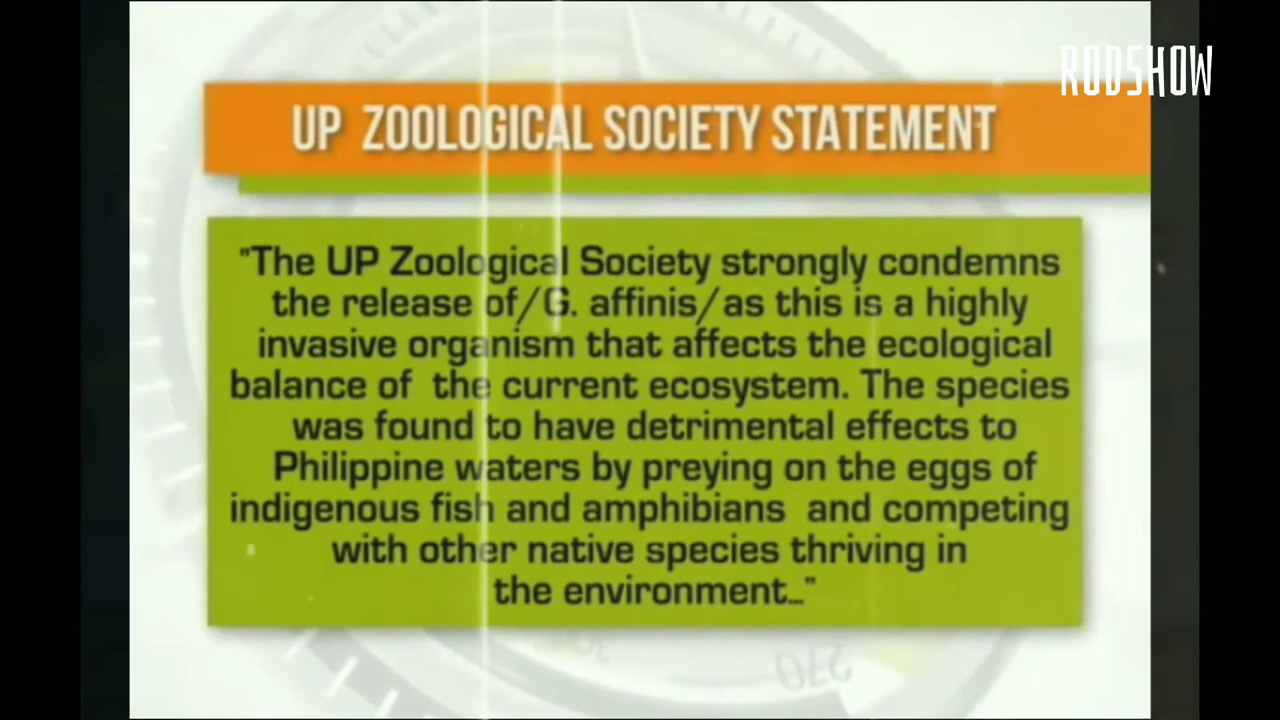 RODSHOW
UP ZOOLOGICAL SOCIETY STATEMENT
"The UP Zoological Society strongly condemns
the release of/G. affinis/as this is a highly
invasive organism that affects the ecological
balance of the current ecosystem. The species
was found to have detrimental effects to
Philippine waters by preying on the eggs of
indigenous fish and amphibians and competing
with other native species thriving in
the environment..."
270